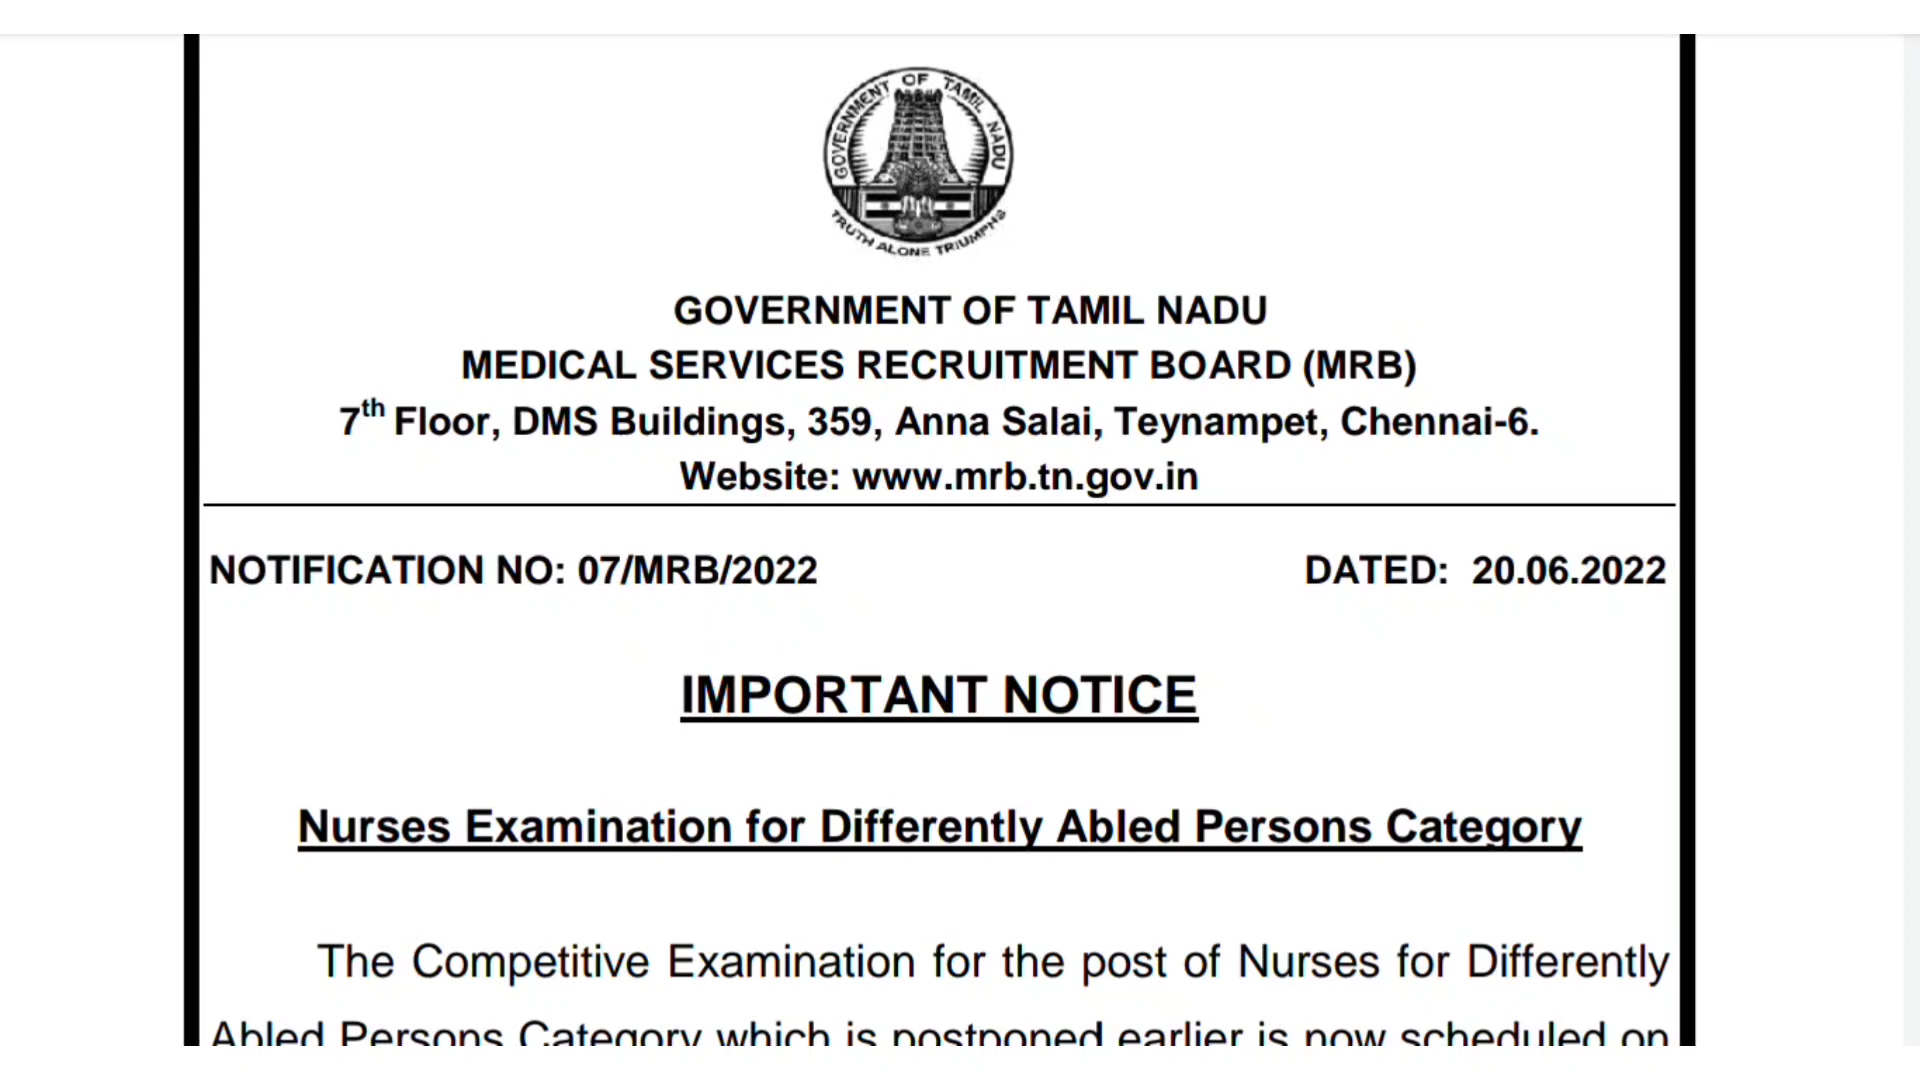 GOVERNMENT OF TAMIL NADU
TRUTH ALONE TRIUMPHS
GOVERNMENT OF TAMIL NADU
MEDICAL SERVICES RECRUITMENT BOARD (MRB)
7th Floor, DMS Buildings, 359, Anna Salai, Teynampet, Chennai-6.
Website: www.mrb.tn.gov.in
NOTIFICATION NO: 07/MRB/2022 DATED: 20.06.2022
IMPORTANT NOTICE
Nurses Examination for Differently Abled Persons Category
The Competitive Examination for the post of Nurses for Differently
Abled Persons Category which is postponed earlier is now scheduled on